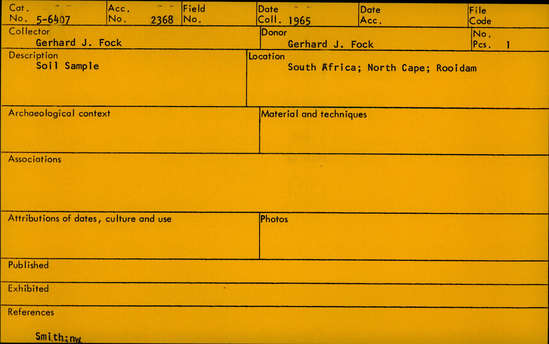 Cat. No. 5-6407 Acc. No. 2368 Field No. Date Coll. 1965 Date Acc. File Code
Collector Gerhard J. Fock Donor Gerhard J. Fock No. Pcs. 1
Description Location
Soil Sample South Africa; North Cape; Rooidam
Archaeological context Material and techniques
Associations
Attributions of dates, culture and use Photos
Published
Exhibited
References
Smith:nw